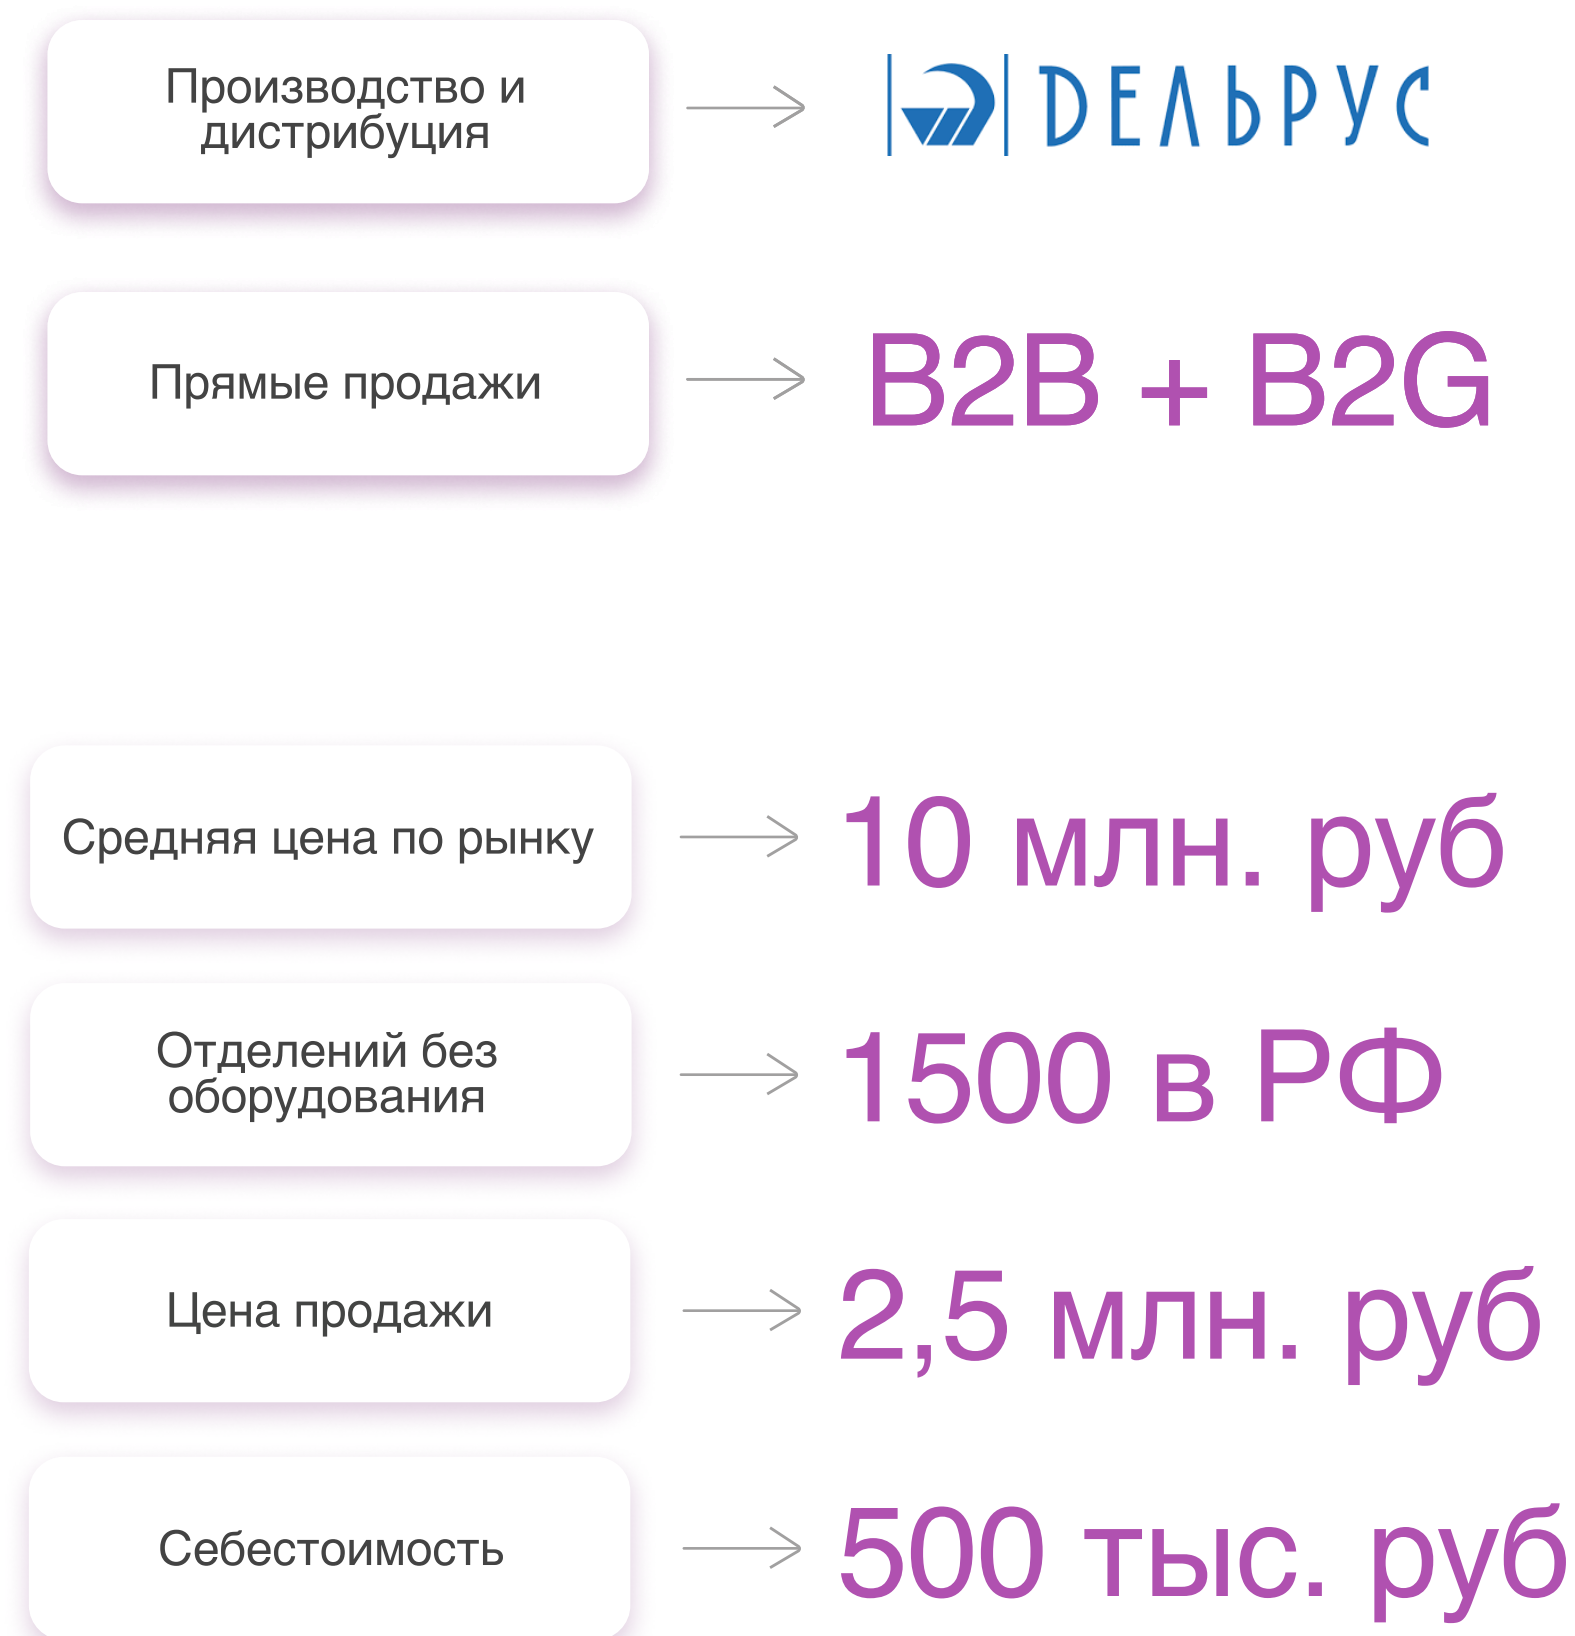 Производство и
дистрибуция
DЕЛЬРУС
Прямые продажи
B2B + B2G
Средняя цена по рынку
10 млн. руб
Отделений без
оборудования
1500 в РФ
Цена продажи
2,5 млн. руб
Себестоимость
500 тыс. руб